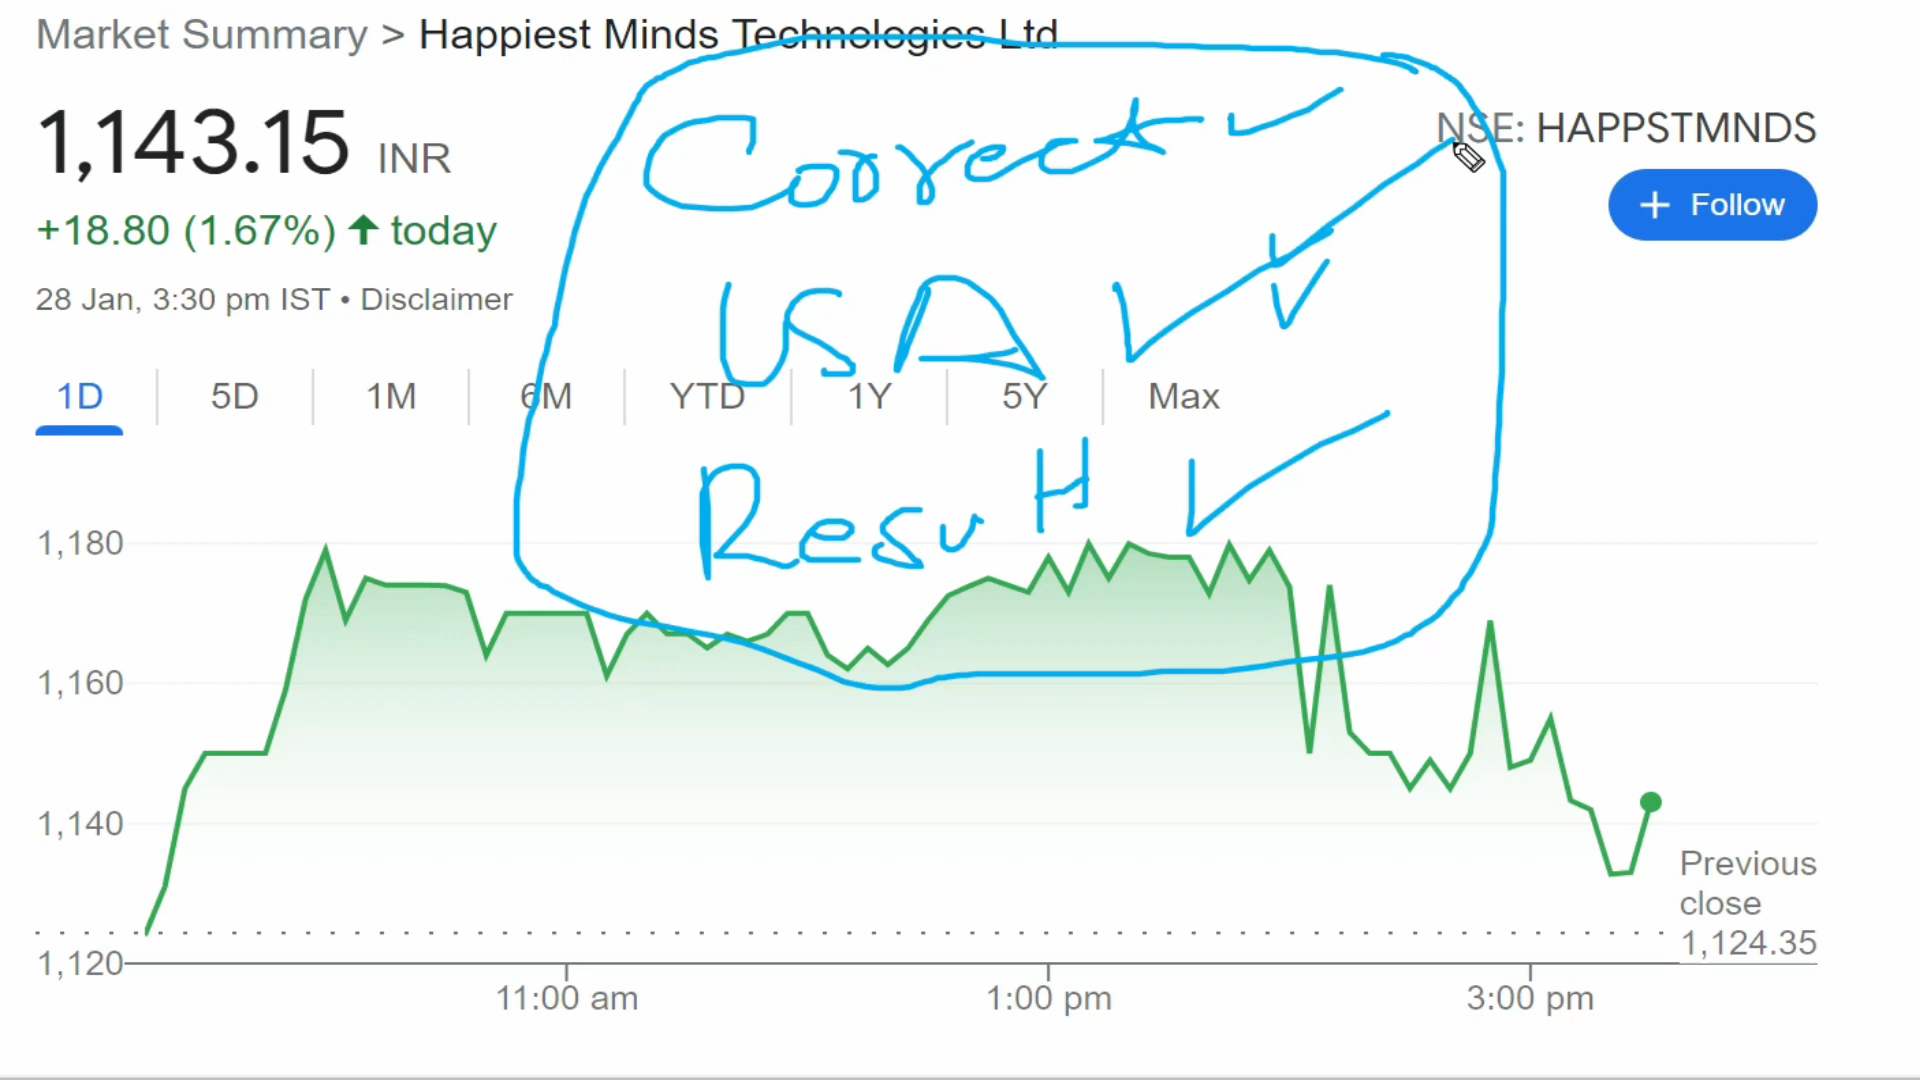 Market Summary > Happiest Minds Technologies Ltd
1,143.15 INR
NSE: HAPPSTMNDS
+ Follow
+18.80 (1.67%) ↑ today
28 Jan, 3:30 pm IST • Disclaimer
Correct ✓
USA ✓
1D 5D 1M 6M YTD 1Y 5Y Max
Result ✓
1,180
1,160
1,140
1,120
Previous
close
1,124.35
11:00 am 1:00 pm 3:00 pm